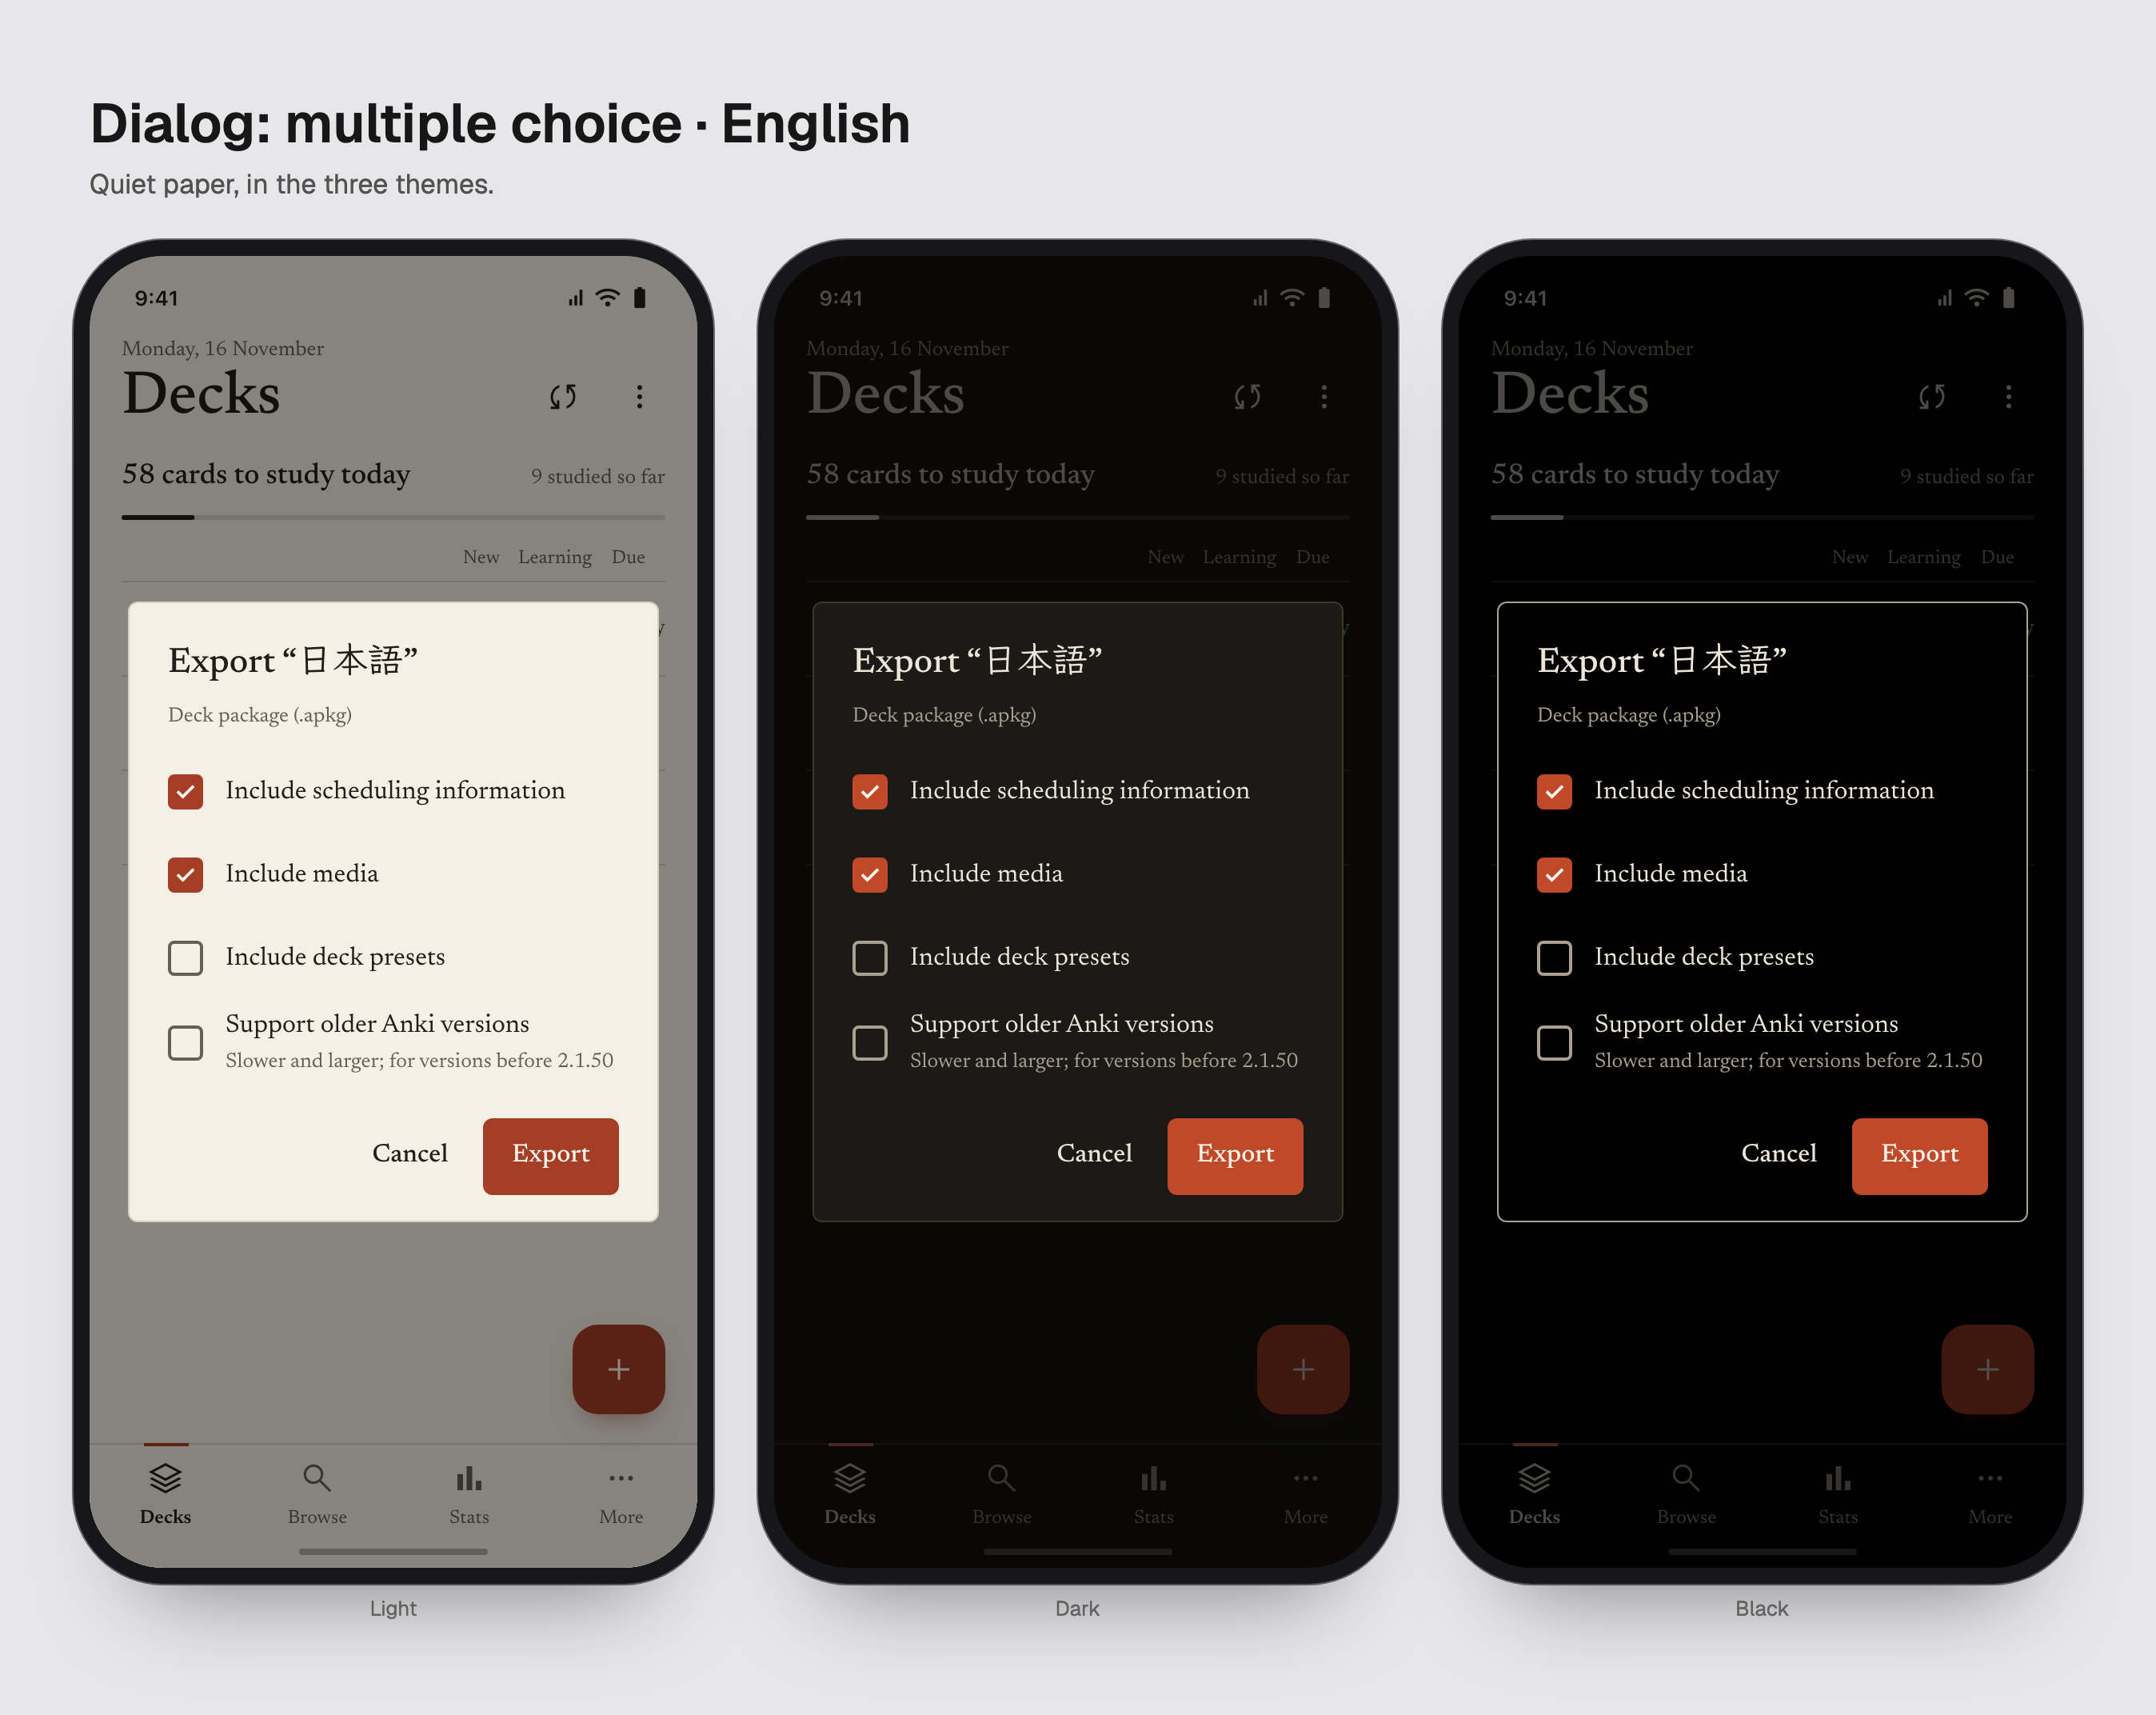 Dialog: multiple choice · English
Quiet paper, in the three themes.
9:41
Monday, 16 November
Decks
58 cards to study today
9 studied so far
New Learning Due
y
Export “日本語”
Deck package (.apkg)
Include scheduling information
Include media
Include deck presets
Support older Anki versions
Slower and larger; for versions before 2.1.50
Cancel
Export
Decks
Browse
Stats
More
Light
9:41
Monday, 16 November
Decks
58 cards to study today
9 studied so far
New Learning Due
y
Export “日本語”
Deck package (.apkg)
Include scheduling information
Include media
Include deck presets
Support older Anki versions
Slower and larger; for versions before 2.1.50
Cancel
Export
Decks
Browse
Stats
More
Dark
9:41
Monday, 16 November
Decks
58 cards to study today
9 studied so far
New Learning Due
y
Export “日本語”
Deck package (.apkg)
Include scheduling information
Include media
Include deck presets
Support older Anki versions
Slower and larger; for versions before 2.1.50
Cancel
Export
Decks
Browse
Stats
More
Black